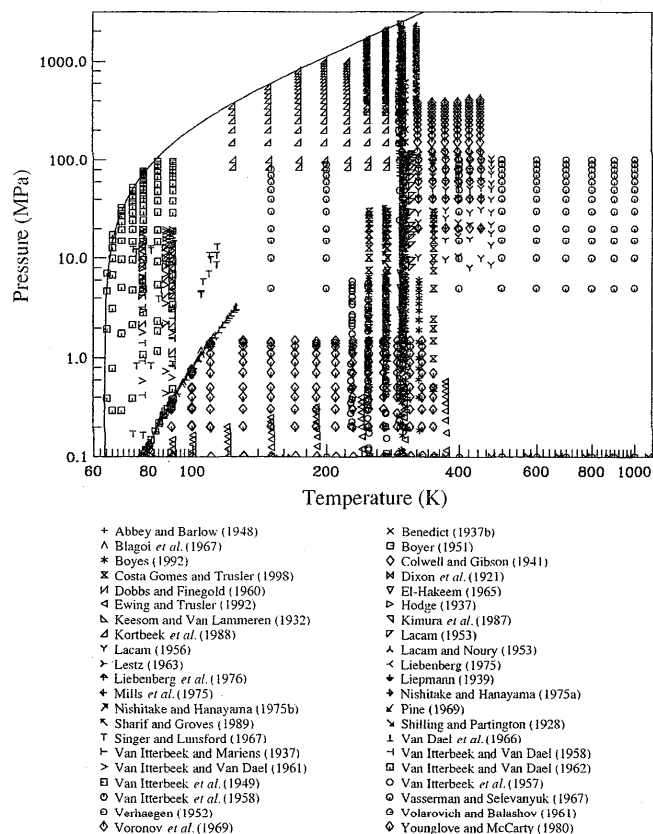 1000.0
100.0
10.0
1.0
0.1
Pressure (MPa)
60 80 100 200 400 600 800 1000
Temperature (K)
Abbey and Barlow (1948)
Blagoi et al. (1967)
Boyes (1992)
Costa Gomes and Trusler (1998)
Dobbs and Finegold (1960)
Ewing and Trusler (1992)
Keesom and Van Lammeren (1932)
Kortbeek et al. (1988)
Lacam (1956)
Lestz (1963)
Liebenberg et al. (1976)
Mills et al. (1975)
Nishitake and Hanayama (1975b)
Sharif and Groves (1989)
Singer and Lunsford (1967)
Van Itterbeek and Mariens (1937)
Van Itterbeek and Van Dael (1961)
Van Itterbeek et al. (1949)
Van Itterbeek et al. (1958)
Verhaegen (1952)
Voronov et al. (1969)
Benedict (1937b)
Boyer (1951)
Colwell and Gibson (1941)
Dixon et al. (1921)
El-Hakeem (1965)
Hodge (1937)
Kimura et al. (1987)
Lacam (1953)
Lacam and Noury (1953)
Liebenberg (1975)
Liepmann (1939)
Nishitake and Hanayama (1975a)
Pine (1969)
Shilling and Partington (1928)
Van Dael et al. (1966)
Van Itterbeek and Van Dael (1958)
Van Itterbeek and Van Dael (1962)
Van Itterbeek et al. (1957)
Vasserman and Selevanyuk (1967)
Volarovich and Balashov (1961)
Younglove and McCarty (1980)